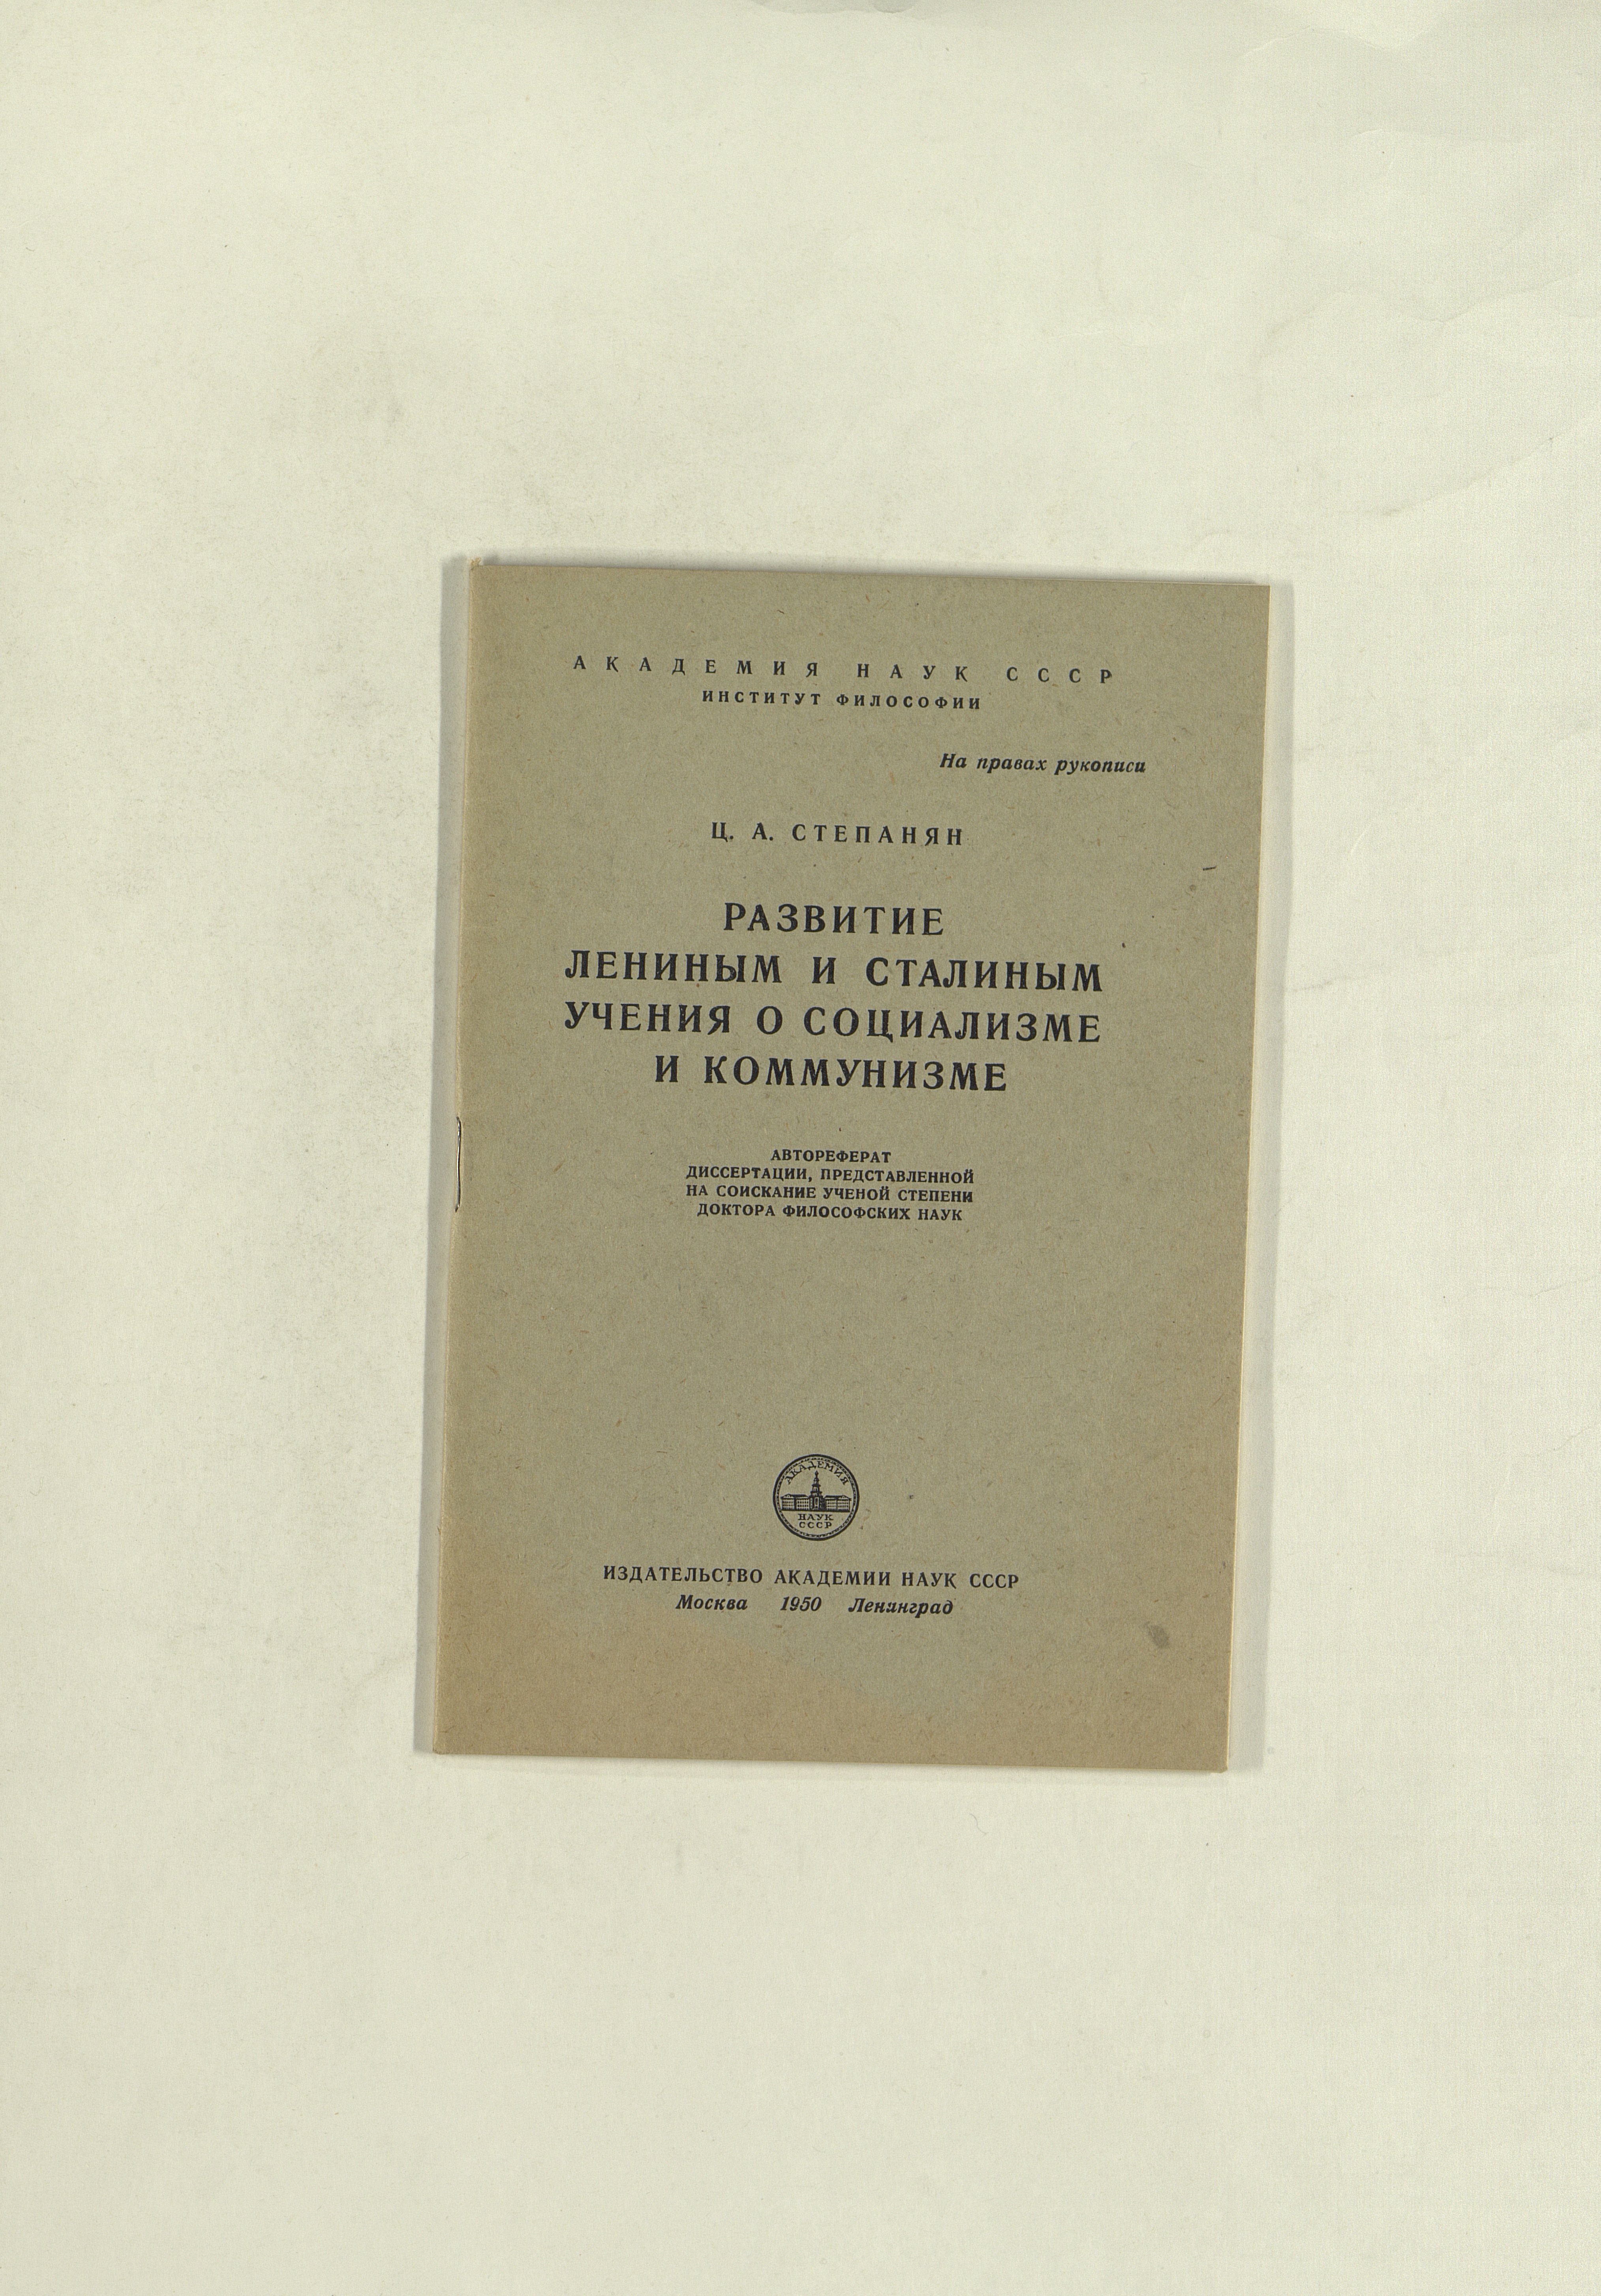 АКАДЕМИЯ НАУК СССР
ИНСТИТУТ ФИЛОСОФИИ
На правах рукописи
Ц. А. СТЕПАНЯН
РАЗВИТИЕ
ЛЕНИНЫМ И СТАЛИНЫМ
УЧЕНИЯ О СОЦИАЛИЗМЕ
И КОММУНИЗМЕ
АВТОРЕФЕРАТ
ДИССЕРТАЦИИ, ПРЕДСТАВЛЕННОЙ
НА СОИСКАНИЕ УЧЕНОЙ СТЕПЕНИ
ДОКТОРА ФИЛОСОФСКИХ НАУК
АКАДЕМИЯ
НАУК
СССР
ИЗДАТЕЛЬСТВО АКАДЕМИИ НАУК СССР
Москва 1950 Ленинград